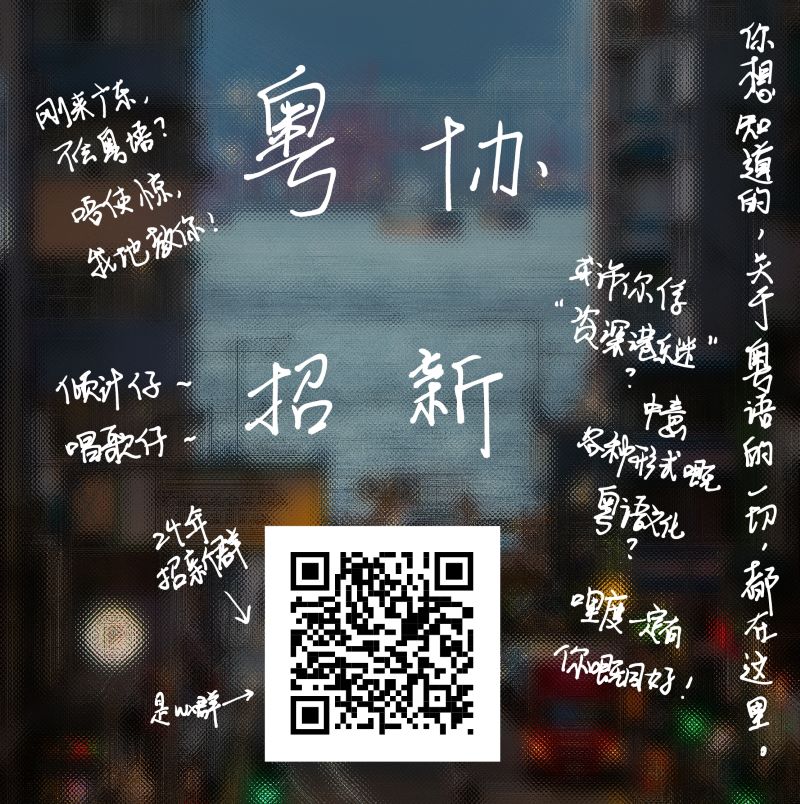 粤协
招新
刚来广东，
不会粤语？
唔使惊，
我地教你！
倾计仔～
唱歌仔～
24年
招新群
是wx群→
或许你係
“资深港乐迷”
？
中意
各种形式嘅
粤语文化
？
哩度一定有
你嘅同好！
你想知道的，关于粤语的一切，都在这里。